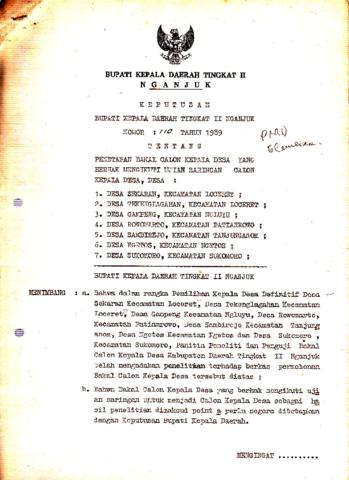 BUPATI KEPALA DAERAH TINGKAT II
NGANJUK
KEPUTUSAN
BUPATI KEPALA DAERAH TINGKAT II NGANJUK
NOMOR : 110 TAHUN 1989
TENTANG
PENETAPAN BAKAL CALON KEPALA DESA YANG
BERHAK MENGIKUTI UJIAN SARINGAN CALON
KEPALA DESA, DESA :
1. DESA SEKARAN, KECAMATAN LOCERET ;
2. DESA TEKENGLAGAHAN, KECAMATAN LOCERET ;
3. DESA GAMPENG, KECAMATAN NGLUYU ;
4. DESA ROWOMARTO, KECAMATAN PATIANROWO ;
5. DESA SAMBIREJO, KECAMATAN TANJUNGANOM ;
6. DESA NGETOS, KECAMATAN NGETOS ;
7. DESA SUKOMORO, KECAMATAN SUKOMORO ;
BUPATI KEPALA DAERAH TINGKAT II NGANJUK
MENIMBANG : a. Bahwa dalam rangka Pemilihan Kepala Desa Definitif Desa
Sekaran Kecamatan Loceret, Desa Tekenglagahan Kecamatan
Loceret, Desa Gampeng Kecamatan Ngluyu, Desa Rowomarto,
Kecamatan Patianrowo, Desa Sambirejo Kecamatan Tanjung
anom, Desa Ngetos Kecamatan Ngetos dan Desa Sukomoro ,
Kecamatan Sukomoro, Panitia Peneliti dan Penguji Bakal
Calon Kepala Desa Kabupaten Daerah Tingkat II Nganjuk
telah mengadakan penelitian terhadap berkas permohonan
Bakal Calon Kepala Desa tersebut diatas ;
b. Bahwa Bakal Calon Kepala Desa yang berhak mengikuti uji
an saringan untuk menjadi Calon Kepala Desa sebagai ha
sil penelitian dimaksud point a perlu segera ditetapkan
dengan Keputusan Bupati Kepala Daerah.
MENGINGAT ..........